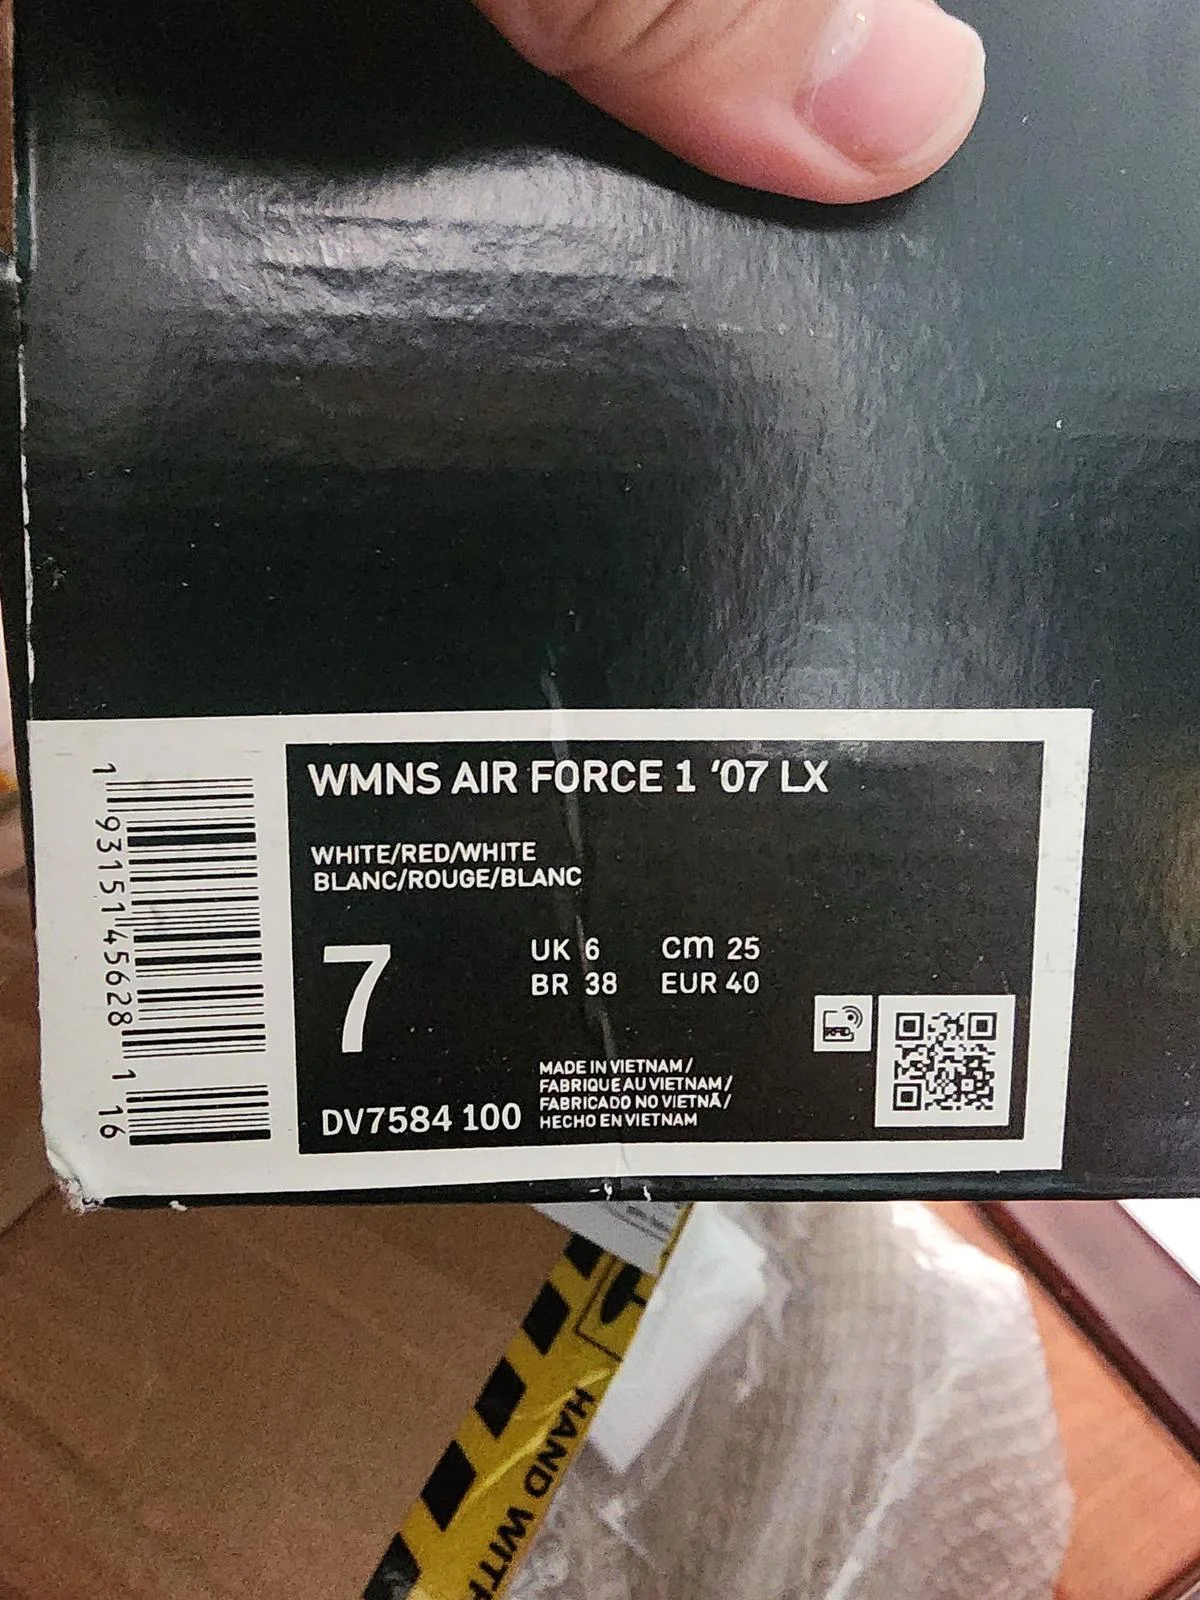 WMNS AIR FORCE 1 '07 LX
WHITE/RED/WHITE
BLANC/ROUGE/BLANC
7
UK 6 cm 25
BR 38 EUR 40
MADE IN VIETNAM /
FABRIQUE AU VIETNAM /
FABRICADO NO VIETNÃ /
HECHO EN VIETNAM
DV7584 100
RFID
1 93151 45628 1 16
HAND WITH